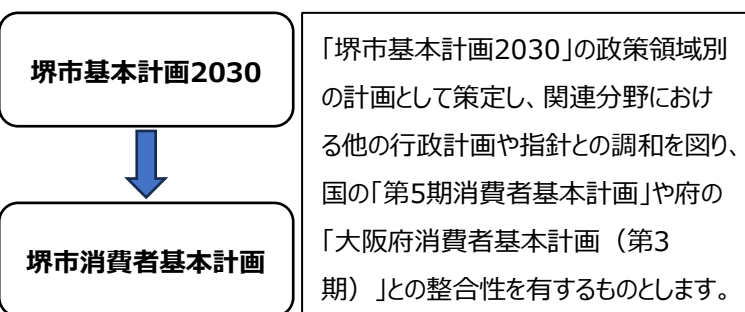 堺市基本計画2030
堺市消費者基本計画
「堺市基本計画2030」の政策領域別
の計画として策定し、関連分野におけ
る他の行政計画や指針との調和を図り、
国の「第5期消費者基本計画」や府の
「大阪府消費者基本計画（第3
期）」との整合性を有するものとします。